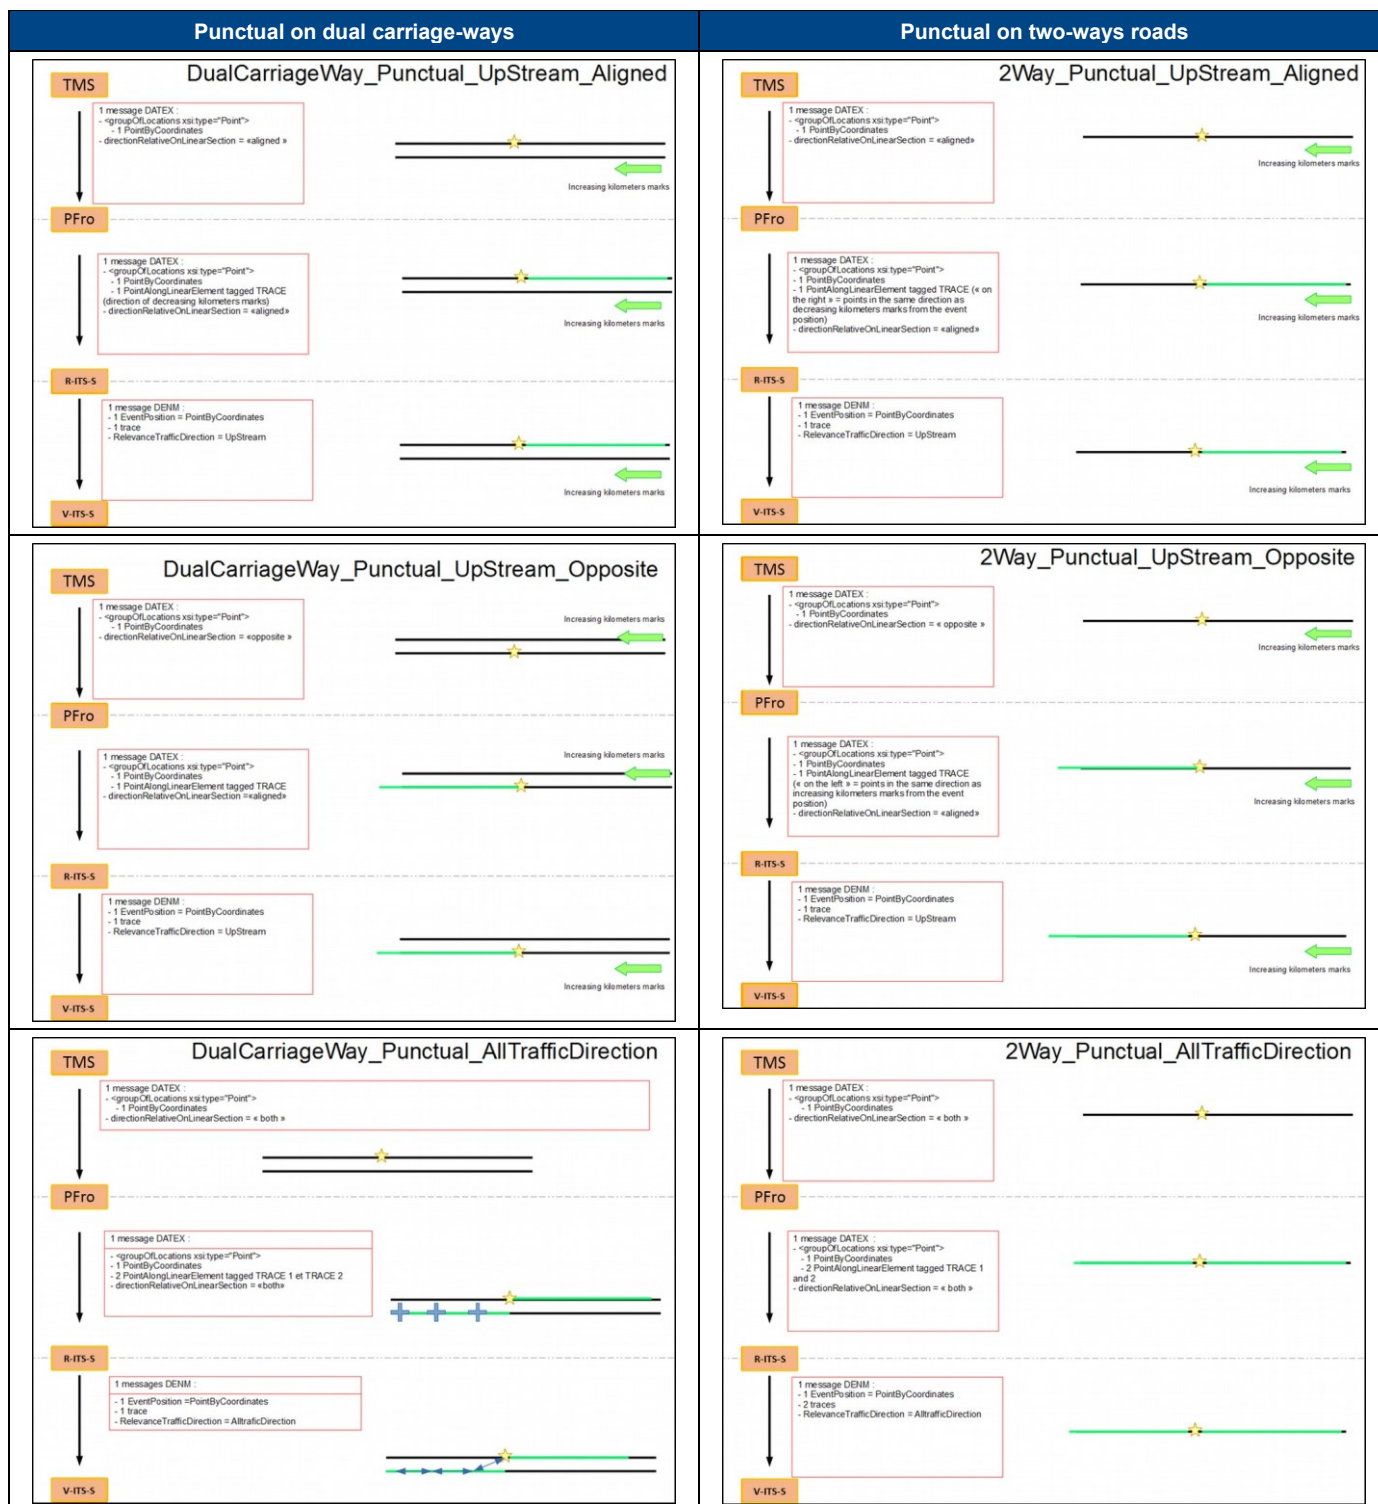 Punctual on dual carriage-ways
Punctual on two-ways roads
DualCarriageWay_Punctual_UpStream_Aligned
TMS
1 message DATEX :
- <groupOfLocations xsi:type="Point">
- 1 PointByCoordinates
- directionRelativeOnLinearSection = «aligned »
Increasing kilometers marks
PFro
1 message DATEX :
- <groupOfLocations xsi:type="Point">
- 1 PointByCoordinates
- 1 PointAlongLinearElement tagged TRACE
(direction of decreasing kilometers marks)
- directionRelativeOnLinearSection = «aligned»
Increasing kilometers marks
R-ITS-S
1 message DENM :
- 1 EventPosition = PointByCoordinates
- 1 trace
- RelevanceTrafficDirection = UpStream
Increasing kilometers marks
V-ITS-S
2Way_Punctual_UpStream_Aligned
TMS
1 message DATEX :
- <groupOfLocations xsi:type="Point">
- 1 PointByCoordinates
- directionRelativeOnLinearSection = «aligned»
Increasing kilometers marks
PFro
1 message DATEX :
- <groupOfLocations xsi:type="Point">
- 1 PointByCoordinates
- 1 PointAlongLinearElement tagged TRACE (« on
the right » = points in the same direction as
decreasing kilometers marks from the event
position)
- directionRelativeOnLinearSection = «aligned»
Increasing kilometers marks
R-ITS-S
1 message DENM :
- 1 EventPosition = PointByCoordinates
- 1 trace
- RelevanceTrafficDirection = UpStream
Increasing kilometers marks
V-ITS-S
DualCarriageWay_Punctual_UpStream_Opposite
TMS
1 message DATEX :
- <groupOfLocations xsi:type="Point">
- 1 PointByCoordinates
- directionRelativeOnLinearSection = «opposite »
Increasing kilometers marks
PFro
1 message DATEX :
- <groupOfLocations xsi:type="Point">
- 1 PointByCoordinates
- 1 PointAlongLinearElement tagged TRACE
- directionRelativeOnLinearSection =«aligned»
Increasing kilometers marks
R-ITS-S
1 message DENM :
- 1 EventPosition = PointByCoordinates
- 1 trace
- RelevanceTrafficDirection = UpStream
Increasing kilometers marks
V-ITS-S
2Way_Punctual_UpStream_Opposite
TMS
1 message DATEX :
- <groupOfLocations xsi:type="Point">
- 1 PointByCoordinates
- directionRelativeOnLinearSection = « opposite »
Increasing kilometers marks
PFro
1 message DATEX :
- <groupOfLocations xsi:type="Point">
- 1 PointByCoordinates
- 1 PointAlongLinearElement tagged TRACE
(« on the left » = points in the same direction as
increasing kilometers marks from the event
position)
- directionRelativeOnLinearSection = «aligned»
Increasing kilometers marks
R-ITS-S
1 message DENM :
- 1 EventPosition = PointByCoordinates
- 1 trace
- RelevanceTrafficDirection = UpStream
Increasing kilometers marks
V-ITS-S
DualCarriageWay_Punctual_AllTrafficDirection
TMS
1 message DATEX :
- <groupOfLocations xsi:type="Point">
- 1 PointByCoordinates
- directionRelativeOnLinearSection = « both »
PFro
1 message DATEX :
- <groupOfLocations xsi:type="Point">
- 1 PointByCoordinates
- 2 PointAlongLinearElement tagged TRACE 1 et TRACE 2
- directionRelativeOnLinearSection = «both»
R-ITS-S
1 messages DENM :
- 1 EventPosition =PointByCoordinates
- 1 trace
- RelevanceTrafficDirection = AlltraficDirection
V-ITS-S
2Way_Punctual_AllTrafficDirection
TMS
1 message DATEX :
- <groupOfLocations xsi:type="Point">
- 1 PointByCoordinates
- directionRelativeOnLinearSection = « both »
PFro
1 message DATEX :
- <groupOfLocations xsi:type="Point">
- 1 PointByCoordinates
- 2 PointAlongLinearElement tagged TRACE 1
and 2
- directionRelativeOnLinearSection = « both »
R-ITS-S
1 message DENM :
- 1 EventPosition = PointByCoordinates
- 2 traces
- RelevanceTrafficDirection = AlltrafficDirection
V-ITS-S